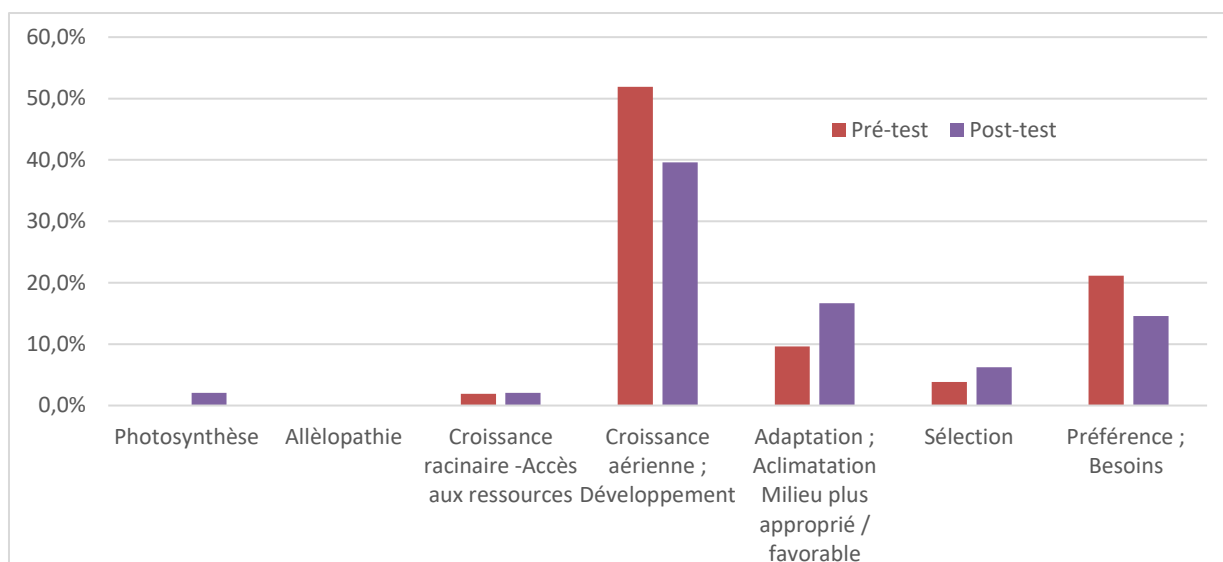 60,0%
50,0%
40,0%
30,0%
20,0%
10,0%
0,0%
Pré-test
Post-test
Photosynthèse
Allèlopathie
Croissance
racinaire -Accès
aux ressources
Croissance
aérienne ;
Développement
Adaptation ;
Aclimatation
Milieu plus
approprié /
favorable
Sélection
Préférence ;
Besoins